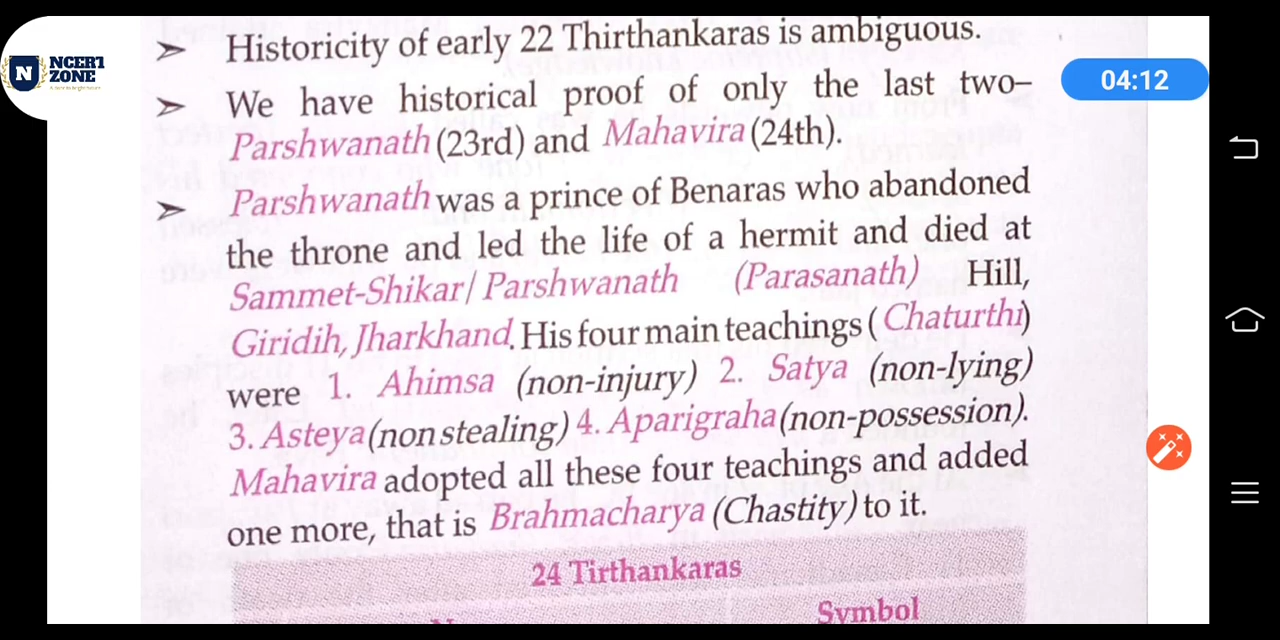 NCERT
ZONE
04:12
➤ Historicity of early 22 Thirthankaras is ambiguous.
➤ We have historical proof of only the last two–
Parshwanath (23rd) and Mahavira (24th).
➤ Parshwanath was a prince of Benaras who abandoned
the throne and led the life of a hermit and died at
Sammet-Shikar/ Parshwanath (Parasanath) Hill,
Giridih, Jharkhand. His four main teachings (Chaturthi)
were 1. Ahimsa (non-injury) 2. Satya (non-lying)
3. Asteya (non stealing) 4. Aparigraha (non-possession).
Mahavira adopted all these four teachings and added
one more, that is Brahmacharya (Chastity) to it.
24 Tirthankaras
Symbol